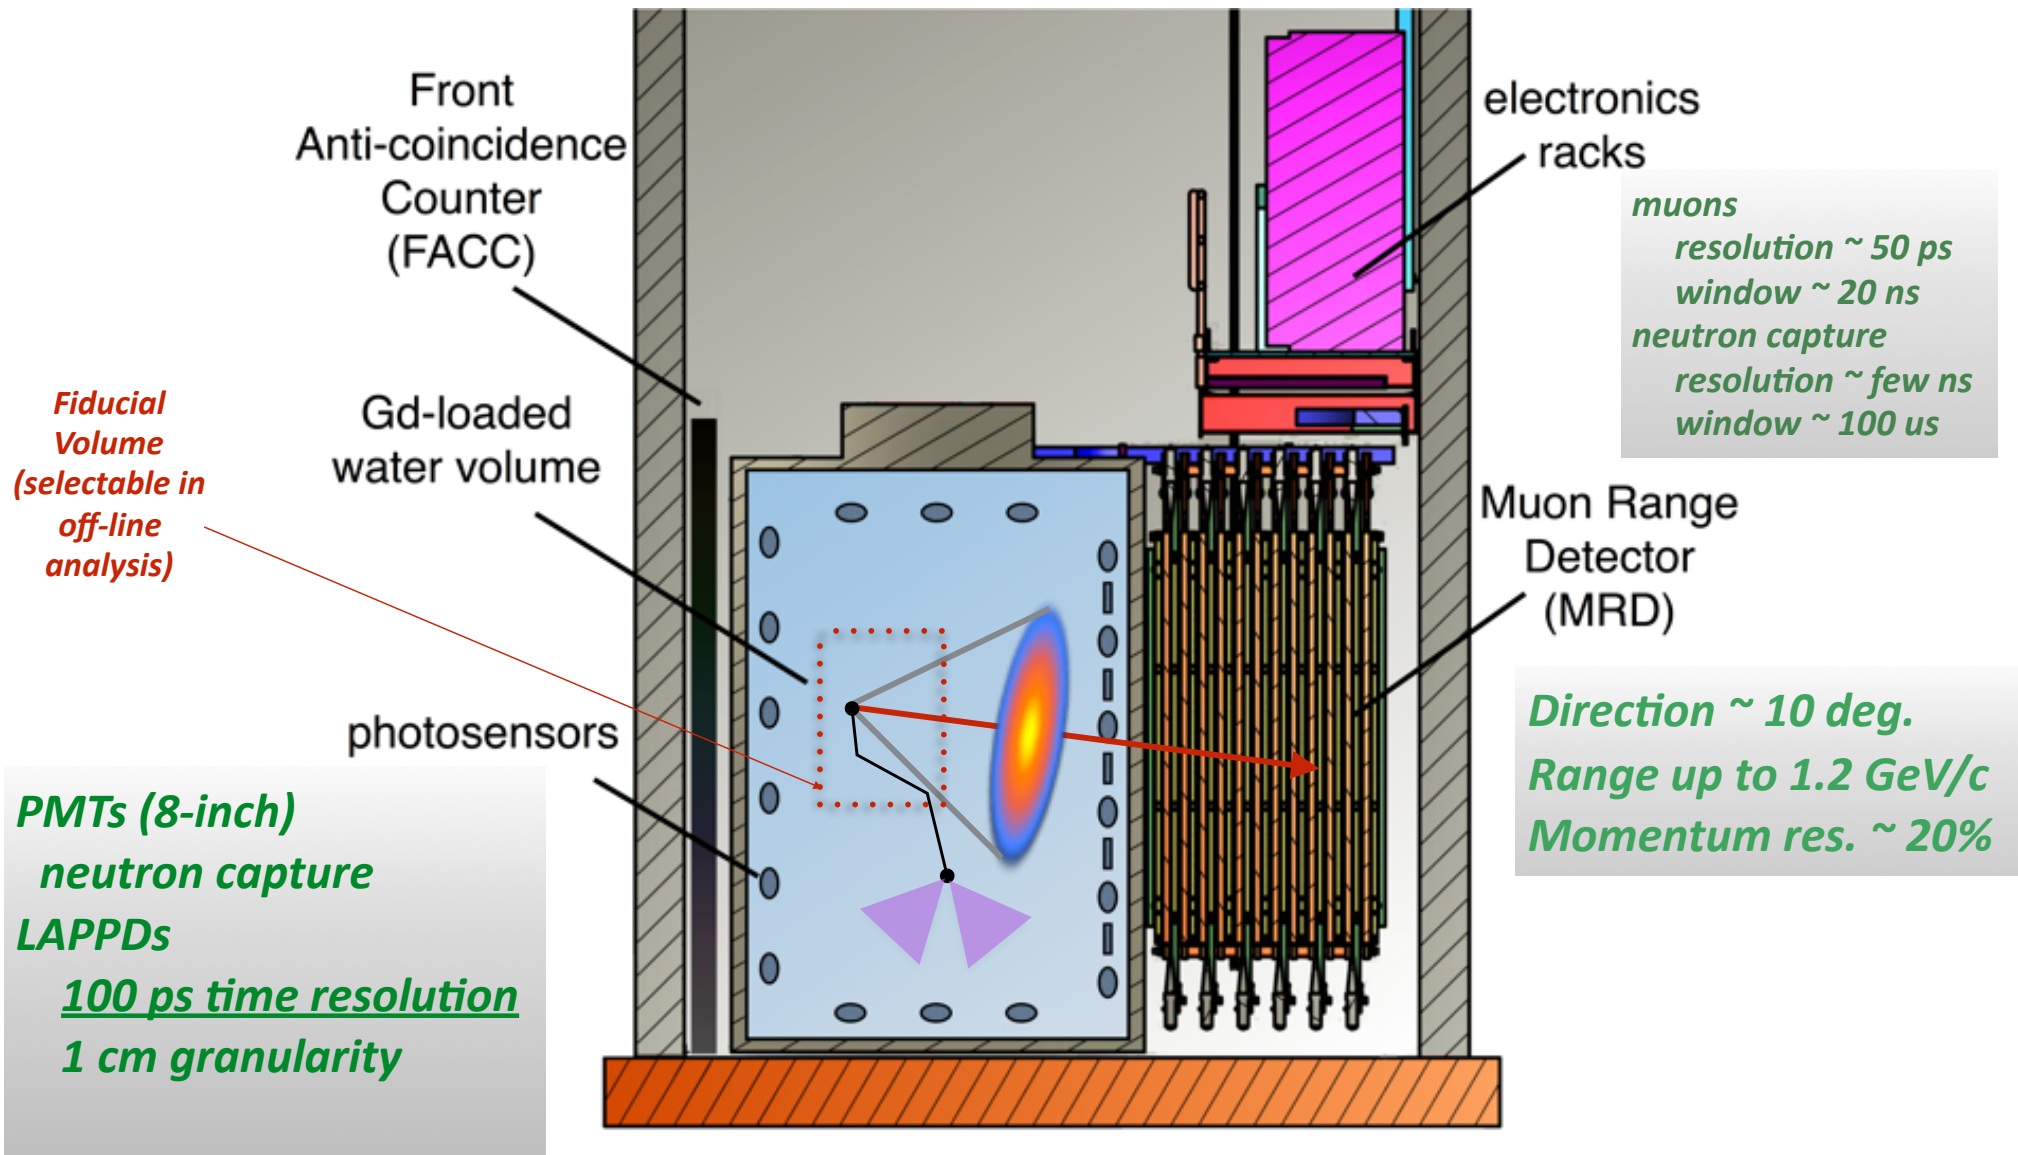 Front
Anti-coincidence
Counter
(FACC)
electronics
racks
muons
resolution ~ 50 ps
window ~ 20 ns
neutron capture
resolution ~ few ns
window ~ 100 us
Fiducial
Volume
(selectable in
off-line
analysis)
Gd-loaded
water volume
Muon Range
Detector
(MRD)
photosensors
Direction ~ 10 deg.
Range up to 1.2 GeV/c
Momentum res. ~ 20%
PMTs (8-inch)
neutron capture
LAPPDs
100 ps time resolution
1 cm granularity